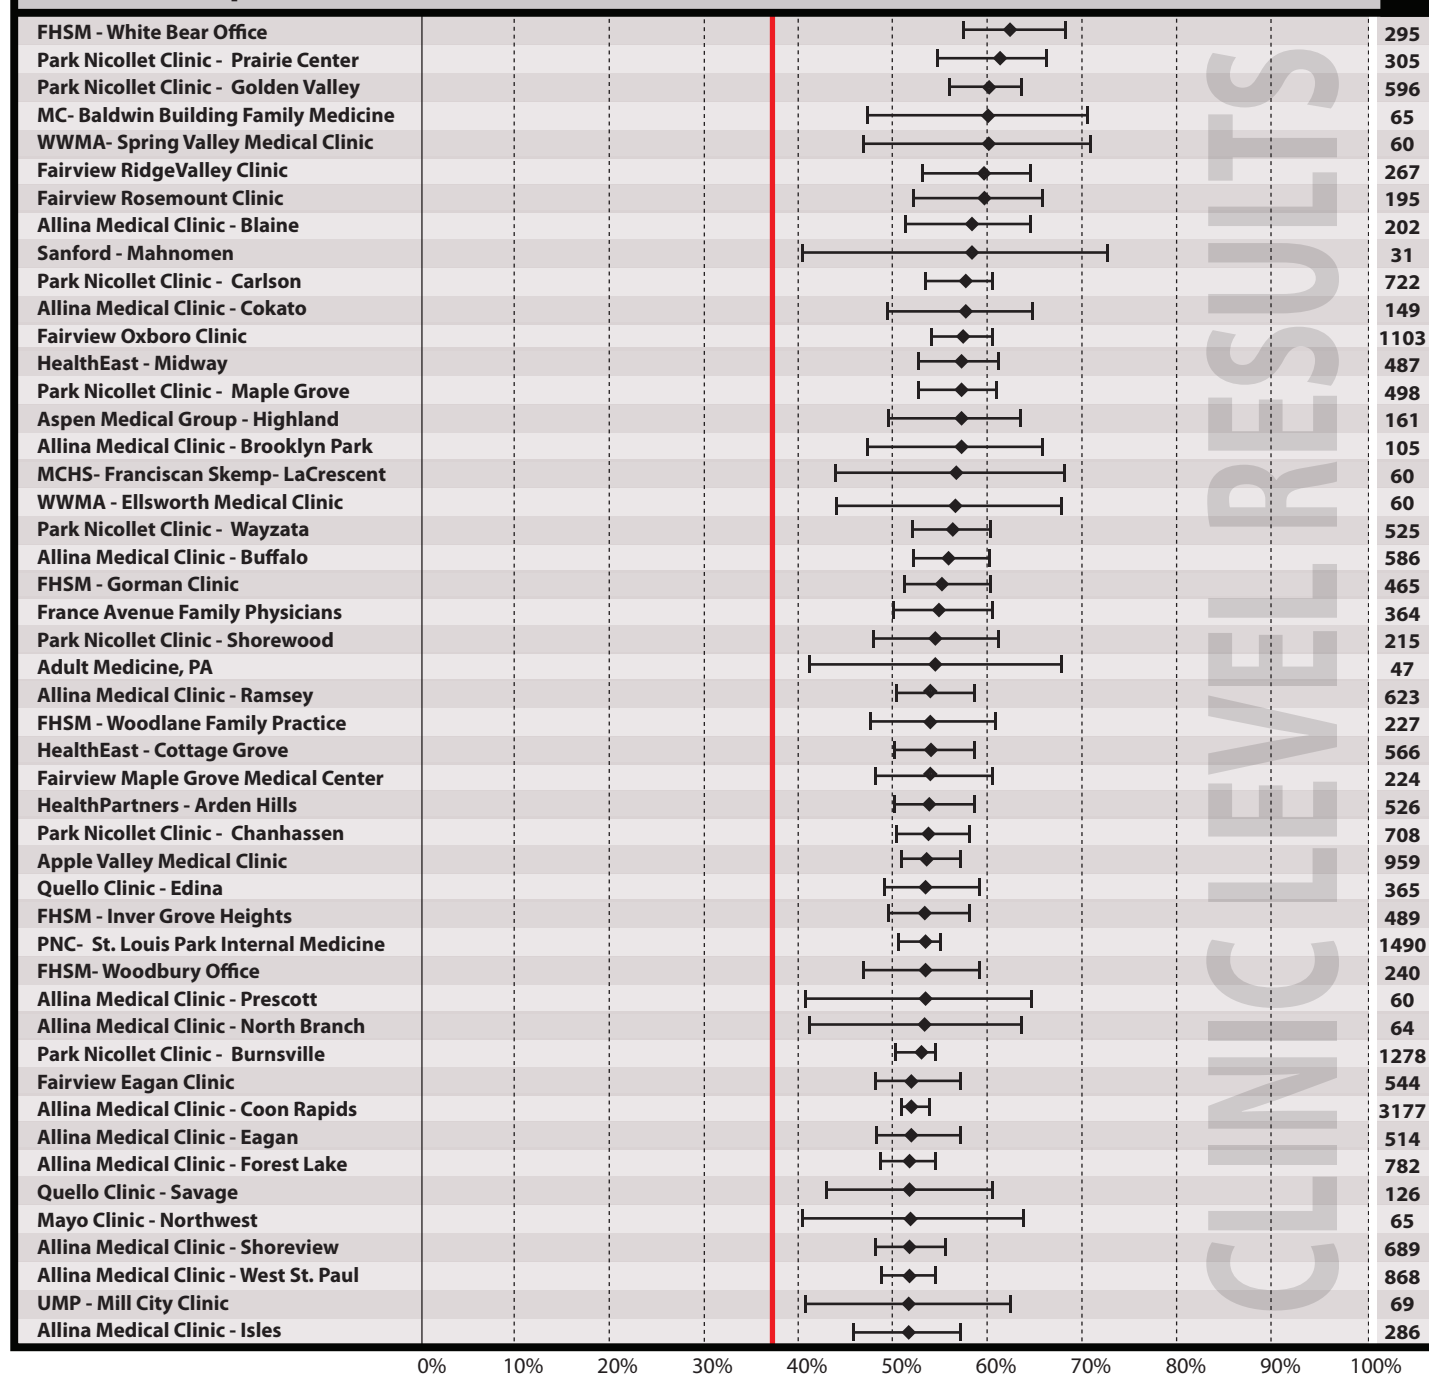 FHSM - White Bear Office 295
Park Nicollet Clinic - Prairie Center 305
Park Nicollet Clinic - Golden Valley 596
MC- Baldwin Building Family Medicine 65
WWMA- Spring Valley Medical Clinic 60
Fairview RidgeValley Clinic 267
Fairview Rosemount Clinic 195
Allina Medical Clinic - Blaine 202
Sanford - Mahnomen 31
Park Nicollet Clinic - Carlson 722
Allina Medical Clinic - Cokato 149
Fairview Oxboro Clinic 1103
HealthEast - Midway 487
Park Nicollet Clinic - Maple Grove 498
Aspen Medical Group - Highland 161
Allina Medical Clinic - Brooklyn Park 105
MCHS- Franciscan Skemp- LaCrescent 60
WWMA - Ellsworth Medical Clinic 60
Park Nicollet Clinic - Wayzata 525
Allina Medical Clinic - Buffalo 586
FHSM - Gorman Clinic 465
France Avenue Family Physicians 364
Park Nicollet Clinic - Shorewood 215
Adult Medicine, PA 47
Allina Medical Clinic - Ramsey 623
FHSM - Woodlane Family Practice 227
HealthEast - Cottage Grove 566
Fairview Maple Grove Medical Center 224
HealthPartners - Arden Hills 526
Park Nicollet Clinic - Chanhassen 708
Apple Valley Medical Clinic 959
Quello Clinic - Edina 365
FHSM - Inver Grove Heights 489
PNC- St. Louis Park Internal Medicine 1490
FHSM- Woodbury Office 240
Allina Medical Clinic - Prescott 60
Allina Medical Clinic - North Branch 64
Park Nicollet Clinic - Burnsville 1278
Fairview Eagan Clinic 544
Allina Medical Clinic - Coon Rapids 3177
Allina Medical Clinic - Eagan 514
Allina Medical Clinic - Forest Lake 782
Quello Clinic - Savage 126
Mayo Clinic - Northwest 65
Allina Medical Clinic - Shoreview 689
Allina Medical Clinic - West St. Paul 868
UMP - Mill City Clinic 69
Allina Medical Clinic - Isles 286
0% 10% 20% 30% 40% 50% 60% 70% 80% 90% 100%
CLINIC LEVEL RESULTS